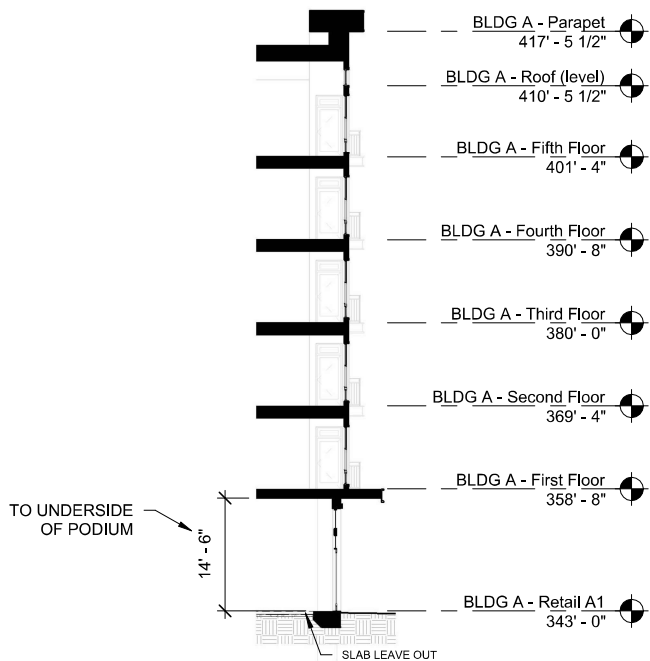 BLDG A - Parapet
417' - 5 1/2"
BLDG A - Roof (level)
410' - 5 1/2"
BLDG A - Fifth Floor
401' - 4"
BLDG A - Fourth Floor
390' - 8"
BLDG A - Third Floor
380' - 0"
BLDG A - Second Floor
369' - 4"
BLDG A - First Floor
358' - 8"
TO UNDERSIDE
OF PODIUM
14' - 6"
BLDG A - Retail A1
343' - 0"
SLAB LEAVE OUT